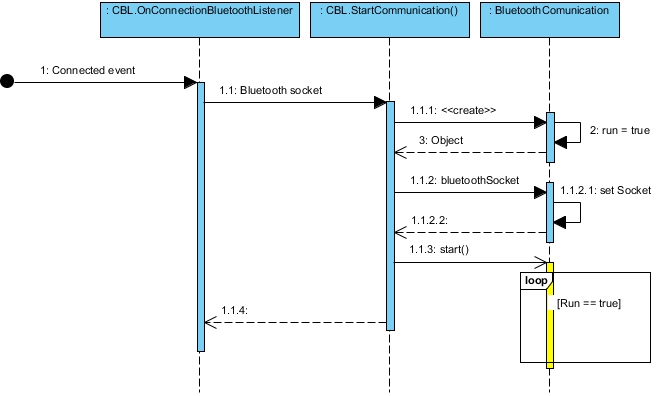 : CBL.OnConnectionBluetoothListener
: CBL.StartCommunication()
: BluetoothComunication
1: Connected event
1.1: Bluetooth socket
1.1.1: <<create>>
2: run = true
3: Object
1.1.2: bluetoothSocket
1.1.2.1: set Socket
1.1.2.2:
1.1.3: start()
loop
[Run == true]
1.1.4: